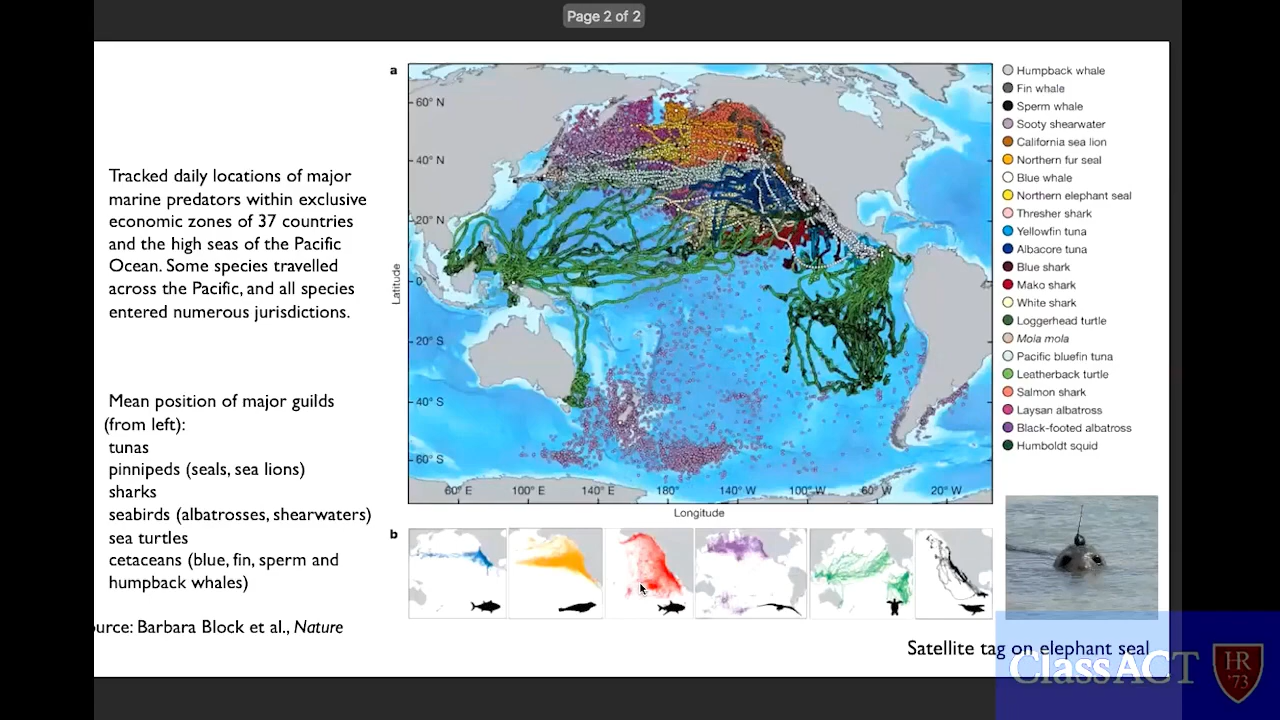 Page 2 of 2
Tracked daily locations of major
marine predators within exclusive
economic zones of 37 countries
and the high seas of the Pacific
Ocean. Some species travelled
across the Pacific, and all species
entered numerous jurisdictions.
Mean position of major guilds
(from left):
tunas
pinnipeds (seals, sea lions)
sharks
seabirds (albatrosses, shearwaters)
sea turtles
cetaceans (blue, fin, sperm and
humpback whales)
urce: Barbara Block et al., Nature
a
Latitude
60° N
40° N
20° N
0°
20° S
40° S
60° S
60° E 100° E 140° E 180° 140° W 100° W 60° W 20° W
Longitude
Humpback whale
Fin whale
Sperm whale
Sooty shearwater
California sea lion
Northern fur seal
Blue whale
Northern elephant seal
Thresher shark
Yellowfin tuna
Albacore tuna
Blue shark
Mako shark
White shark
Loggerhead turtle
Mola mola
Pacific bluefin tuna
Leatherback turtle
Salmon shark
Laysan albatross
Black-footed albatross
Humboldt squid
b
Satellite tag on elephant seal
ClassACT
HR
'73